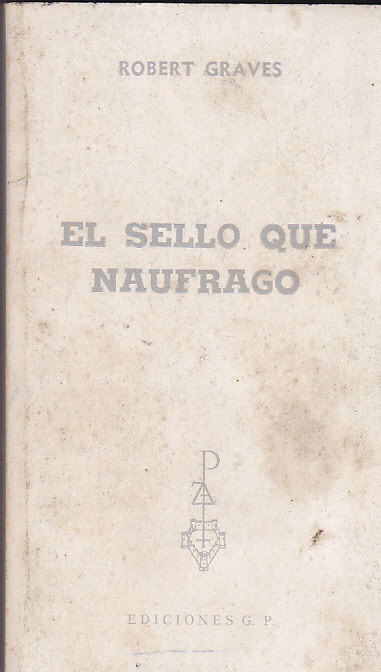 ROBERT GRAVES
EL SELLO QUE
NAUFRAGO
EDICIONES G. P.